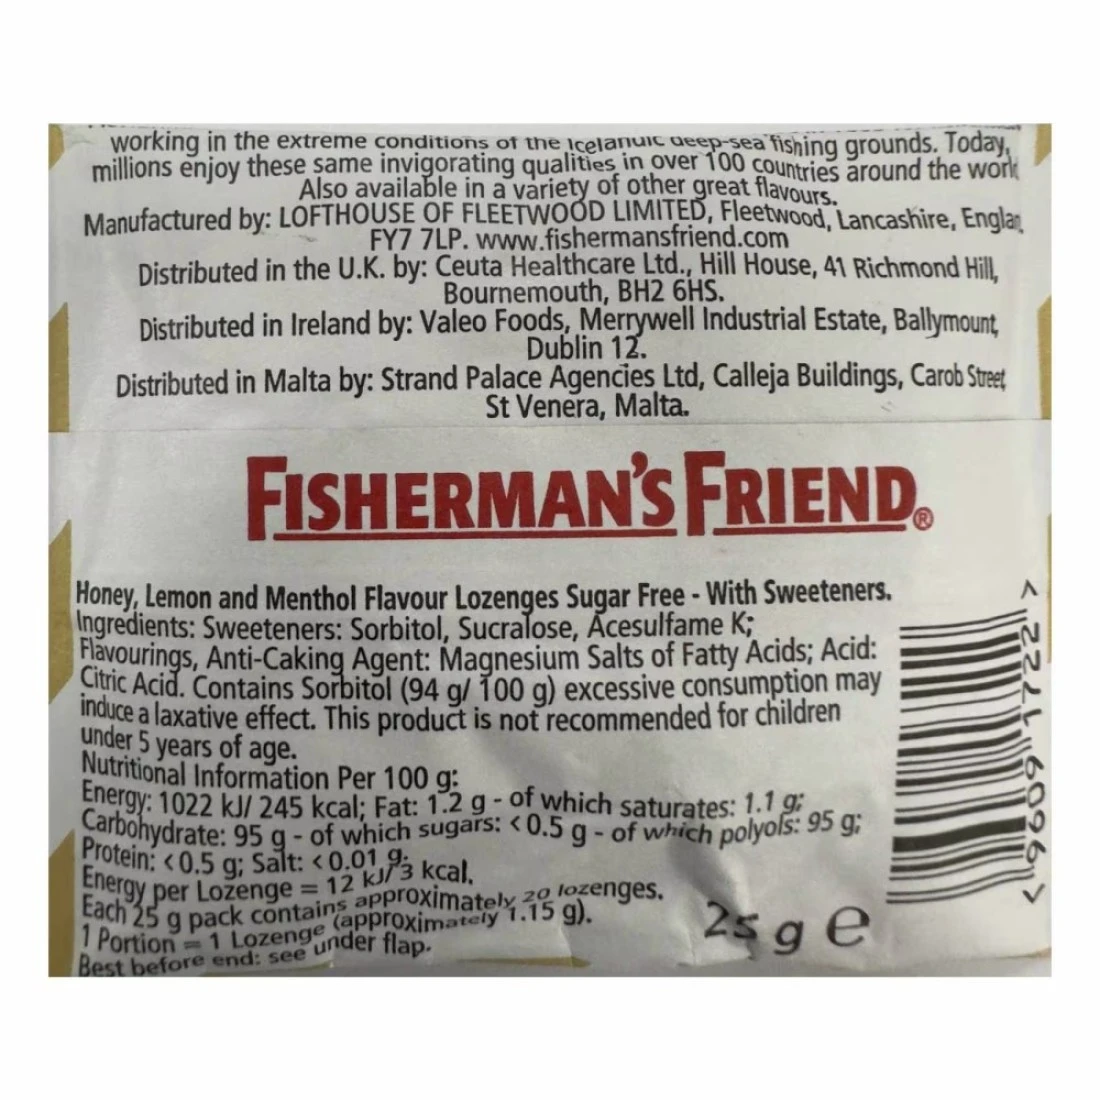 working in the extreme conditions of the Icelandic deep-sea fishing grounds. Today,
millions enjoy these same invigorating qualities in over 100 countries around the world
Also available in a variety of other great flavours.
Manufactured by: LOFTHOUSE OF FLEETWOOD LIMITED, Fleetwood, Lancashire, England
FY7 7LP. www.fishermansfriend.com
Distributed in the U.K. by: Ceuta Healthcare Ltd., Hill House, 41 Richmond Hill,
Bournemouth, BH2 6HS.
Distributed in Ireland by: Valeo Foods, Merrywell Industrial Estate, Ballymount,
Dublin 12.
Distributed in Malta by: Strand Palace Agencies Ltd, Calleja Buildings, Carob Street
St Venera, Malta.
FISHERMAN'S FRIEND®
Honey, Lemon and Menthol Flavour Lozenges Sugar Free - With Sweeteners.
Ingredients: Sweeteners: Sorbitol, Sucralose, Acesulfame K;
Flavourings, Anti-Caking Agent: Magnesium Salts of Fatty Acids; Acid:
Citric Acid. Contains Sorbitol (94 g/ 100 g) excessive consumption may
induce a laxative effect. This product is not recommended for children
under 5 years of age.
Nutritional Information Per 100 g:
Energy: 1022 kJ/ 245 kcal; Fat: 1.2 g - of which saturates: 1.1 g;
Carbohydrate: 95 g - of which sugars: <0.5 g - of which polyols: 95 g;
Protein: <0.5 g; Salt: <0.01 g.
Energy per Lozenge = 12 kJ/3 kcal.
Each 25 g pack contains approximately 20 lozenges.
1 Portion = 1 Lozenge (approximately 1.15 g).
Best before end: see under flap.
25 g e
<96091722>